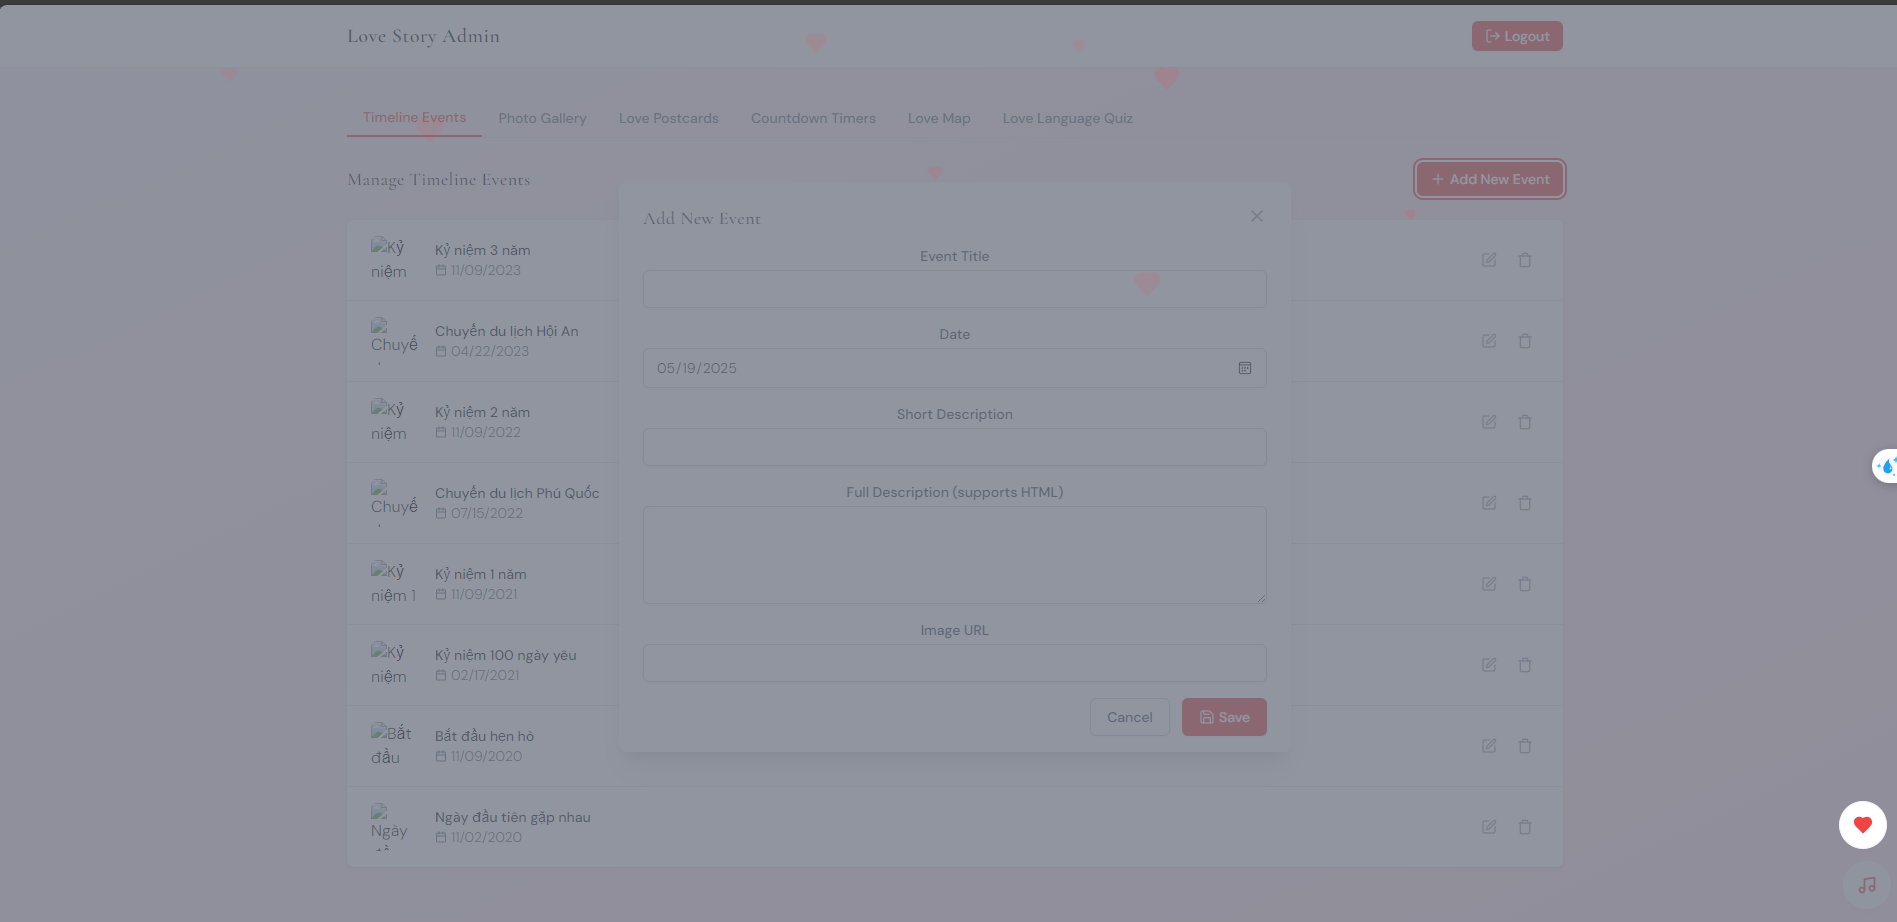 Love Story Admin
Logout
Timeline Events Photo Gallery Love Postcards Countdown Timers Love Map Love Language Quiz
Manage Timeline Events
Add New Event
Kỷ niệm
Kỷ niệm 3 năm
11/09/2023
Chuyế
Chuyến du lịch Hội An
04/22/2023
Kỷ niệm
Kỷ niệm 2 năm
11/09/2022
Chuyế
Chuyến du lịch Phú Quốc
07/15/2022
Kỷ niệm 1
Kỷ niệm 1 năm
11/09/2021
Kỷ niệm
Kỷ niệm 100 ngày yêu
02/17/2021
Bắt đầu
Bắt đầu hẹn hò
11/09/2020
Ngày
Ngày đầu tiên gặp nhau
11/02/2020
Add New Event
Event Title
Date
05/19/2025
Short Description
Full Description (supports HTML)
Image URL
Cancel
Save